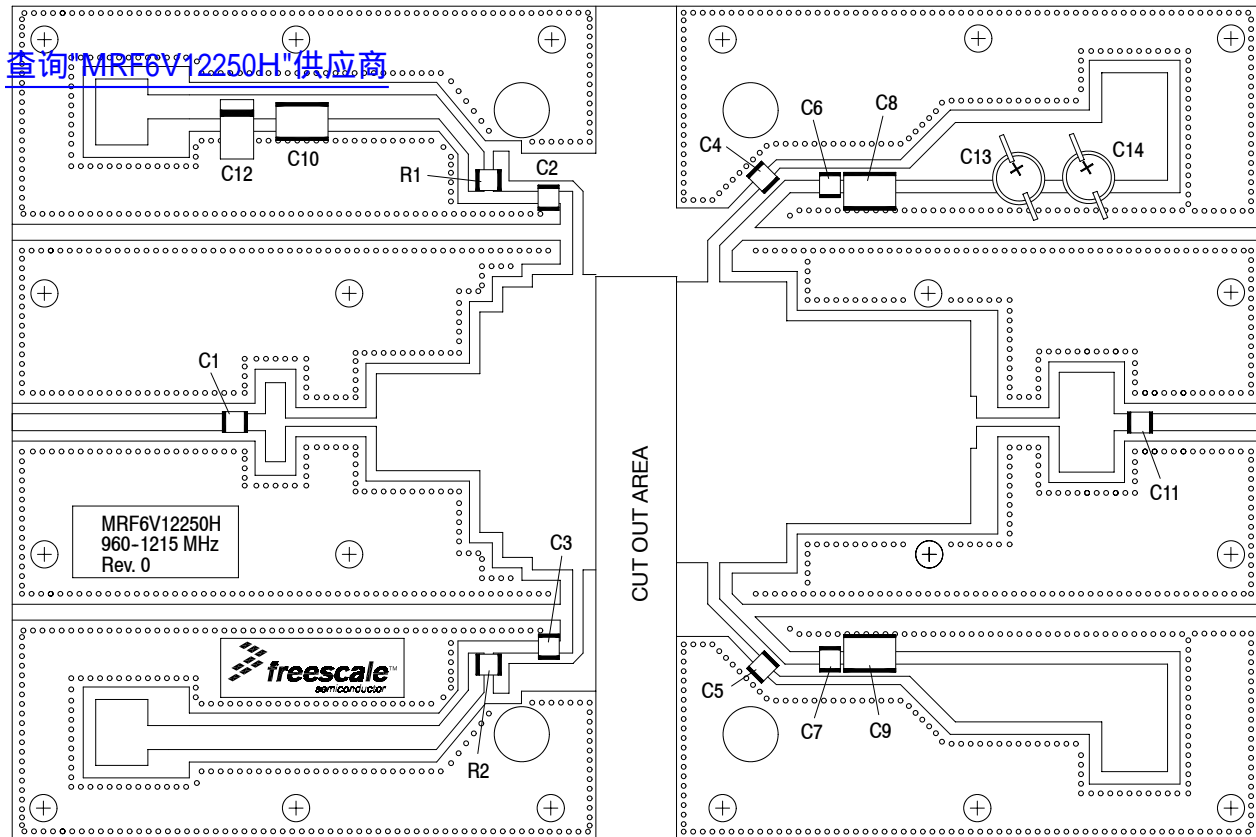 查询"MRF6V12250H"供应商
C12
C10
R1
C2
C4
C6
C8
C13
C14
C1
C11
CUT OUT AREA
MRF6V12250H
960-1215 MHz
Rev. 0
C3
freescale™
semiconductor
R2
C5
C7
C9